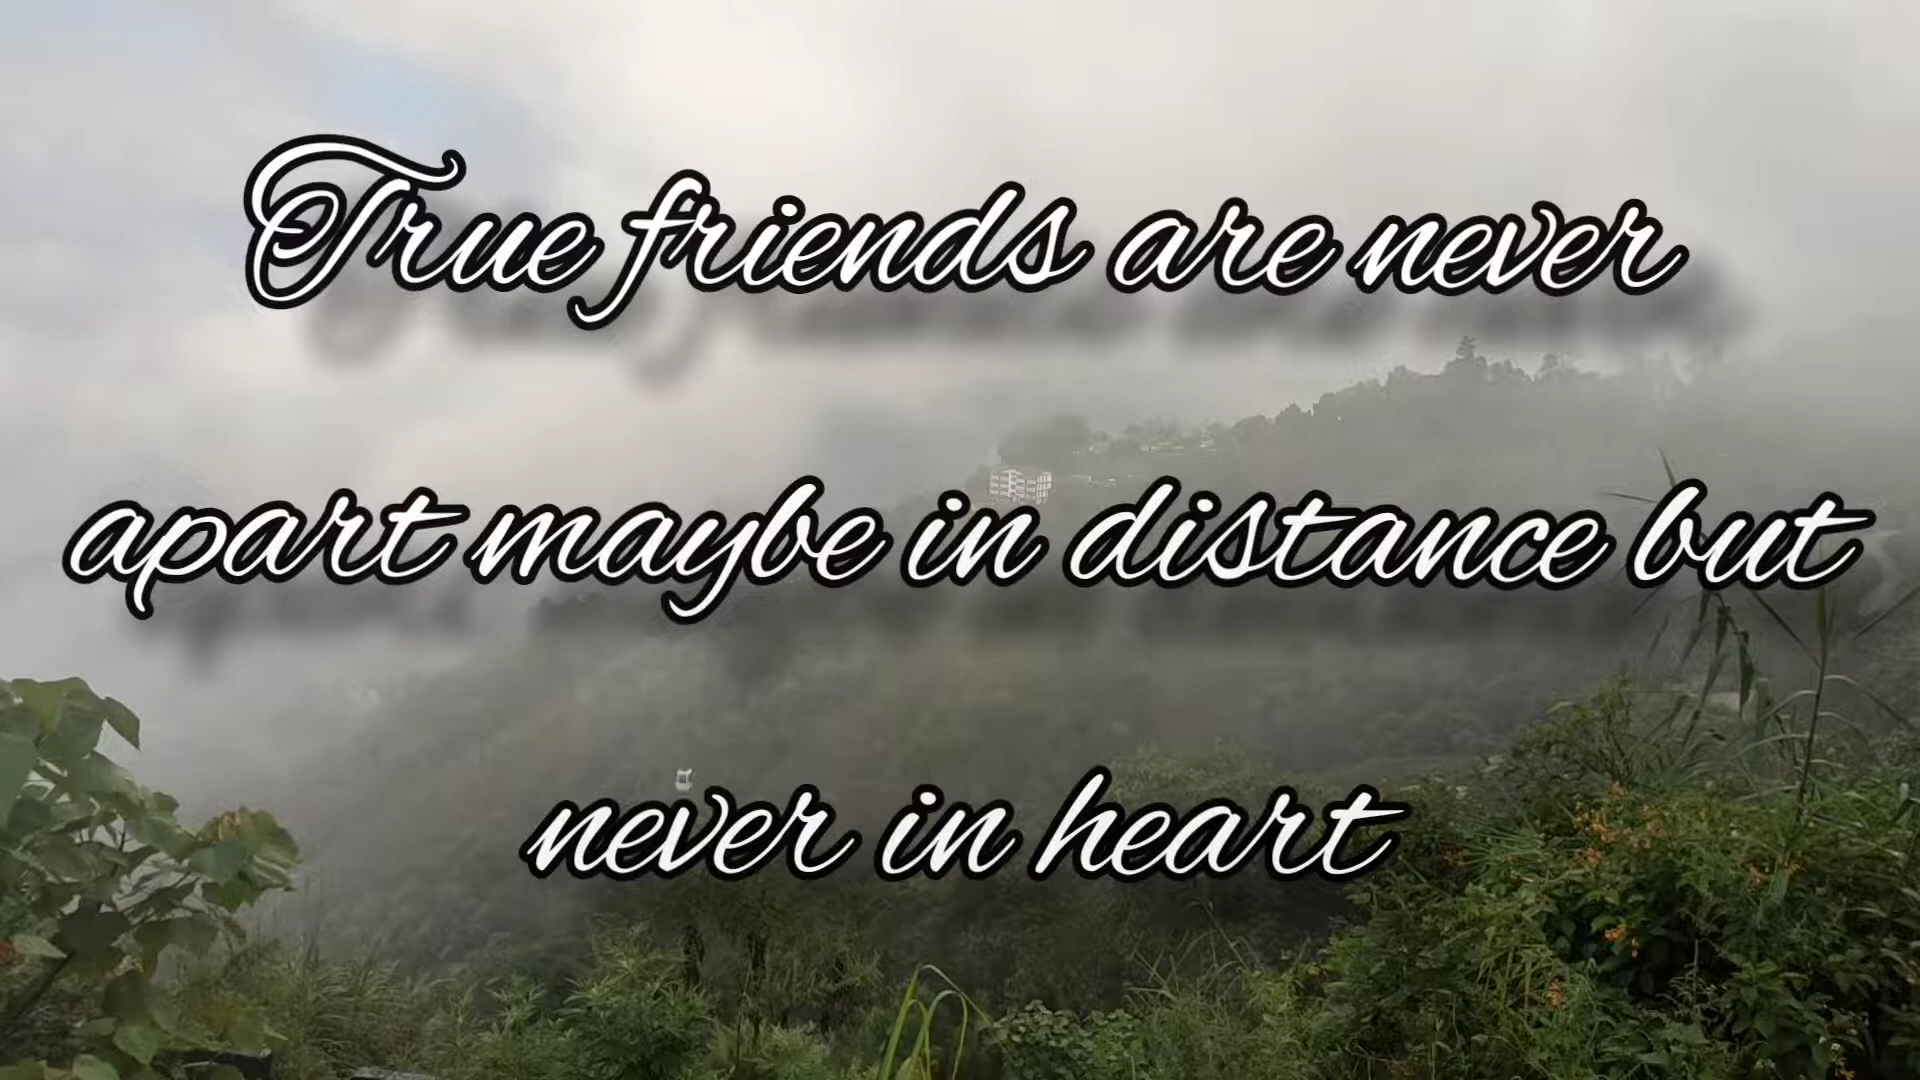 True friends are never
apart maybe in distance but
never in heart